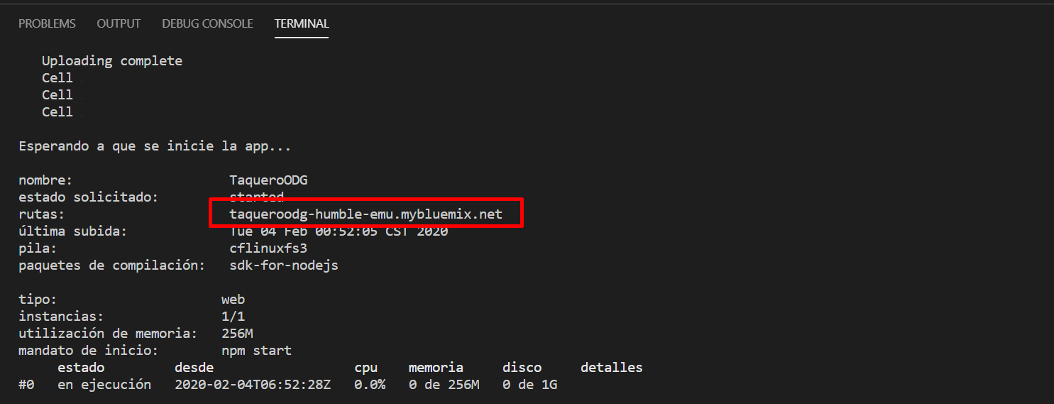 PROBLEMS OUTPUT DEBUG CONSOLE TERMINAL
Uploading complete
Cell
Cell
Cell
Esperando a que se inicie la app...
nombre: TaqueroODG
estado solicitado: started
rutas: taqueroodg-humble-emu.mybluemix.net
última subida: Tue 04 Feb 00:52:05 CST 2020
pila: cflinuxfs3
paquetes de compilación: sdk-for-nodejs
tipo: web
instancias: 1/1
utilización de memoria: 256M
mandato de inicio: npm start
estado desde cpu memoria disco detalles
#0 en ejecución 2020-02-04T06:52:28Z 0.0% 0 de 256M 0 de 1G